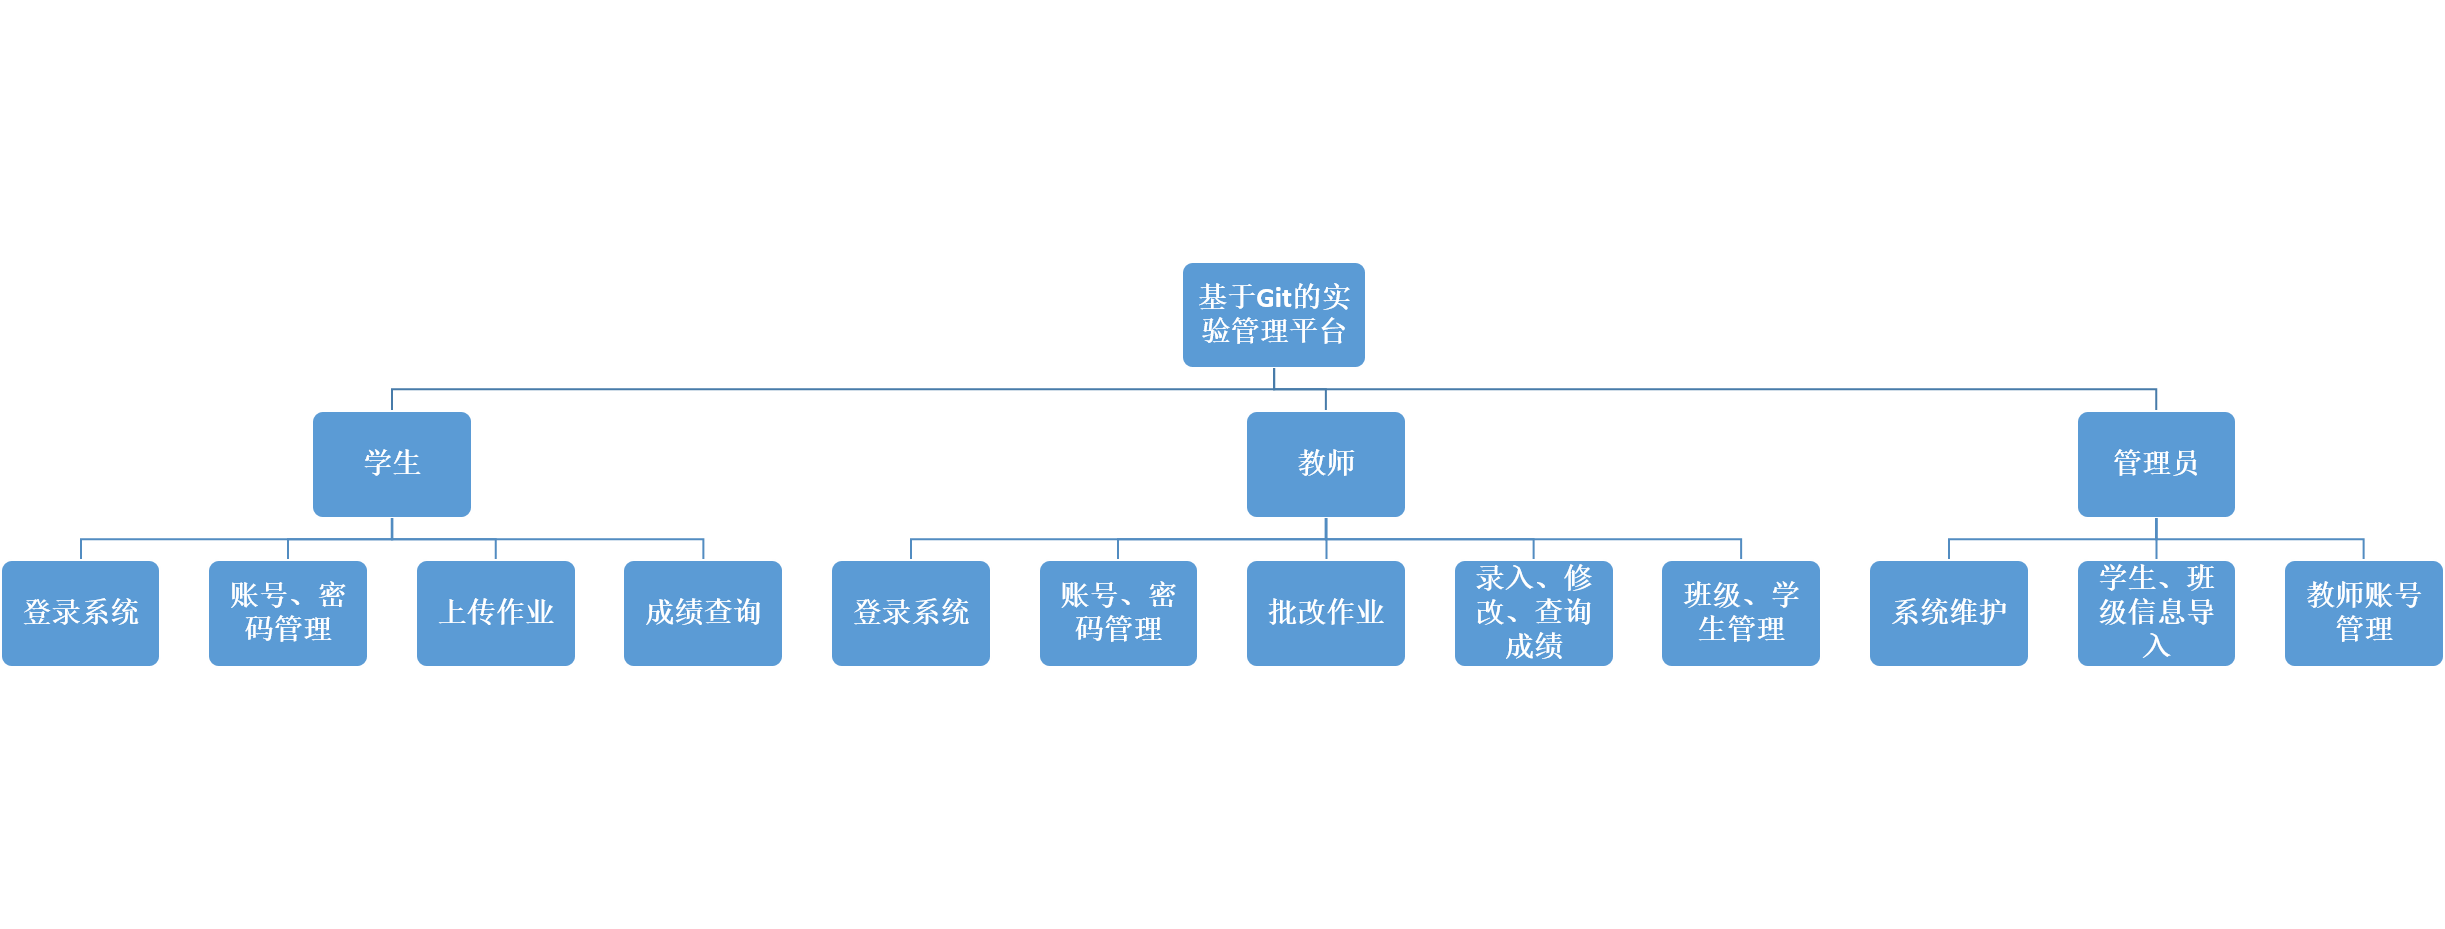 基于Git的实
验管理平台
学生
教师
管理员
登录系统
账号、密
码管理
上传作业
成绩查询
登录系统
账号、密
码管理
批改作业
录入、修
改、查询
成绩
班级、学
生管理
系统维护
学生、班
级信息导
入
教师账号
管理